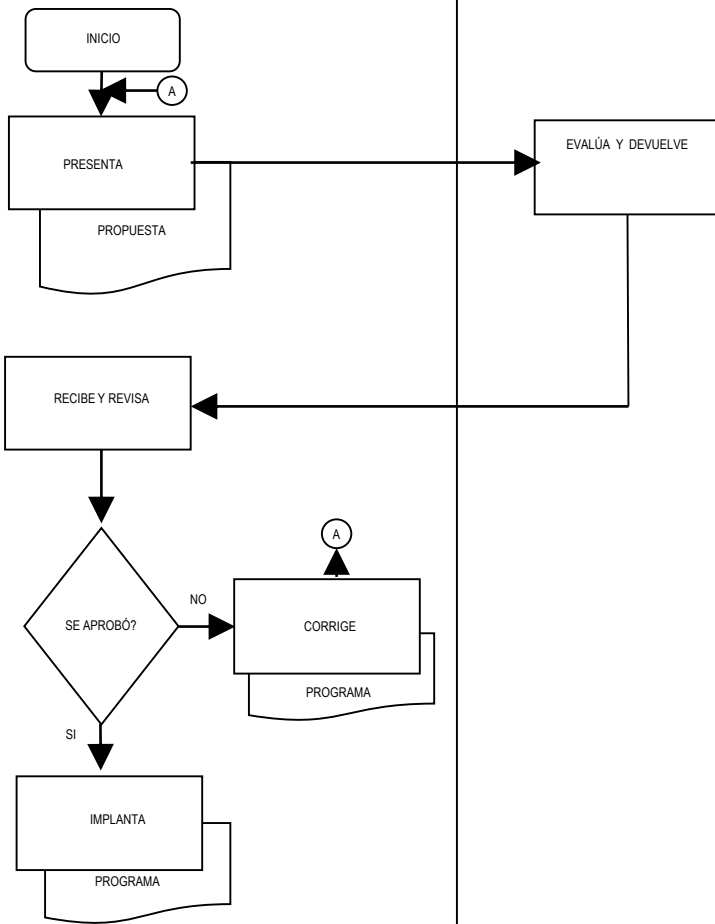 INICIO
A
PRESENTA
EVALÚA Y DEVUELVE
PROPUESTA
RECIBE Y REVISA
A
SE APROBÓ?
NO
CORRIGE
PROGRAMA
SI
IMPLANTA
PROGRAMA